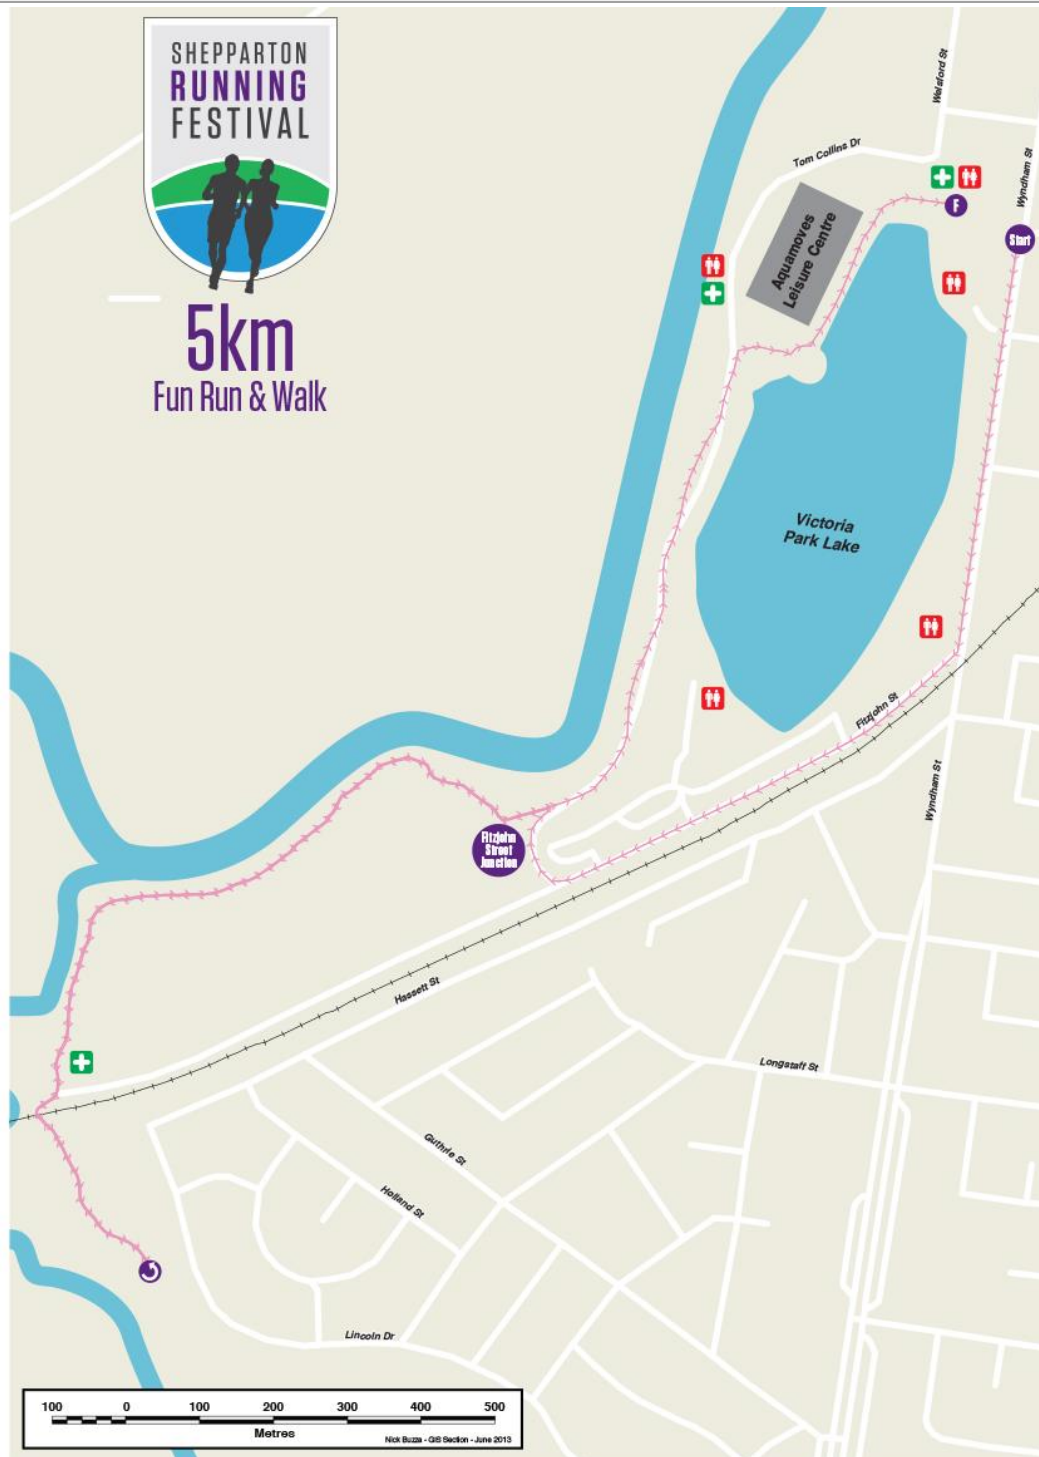 SHEPPARTON
RUNNING
FESTIVAL
5km
Fun Run & Walk
Welsford St
Tom Collins Dr
Wyndham St
F
Start
Aquamoves
Leisure Centre
Victoria
Park Lake
Fitzjohn St
Wyndham St
Fitzjohn
Street
Junction
Hassett St
Longstaff St
Guthrie St
Holland St
Lincoln Dr
100 0 100 200 300 400 500
Metres
Nick Buzza - GIS Section - June 2013